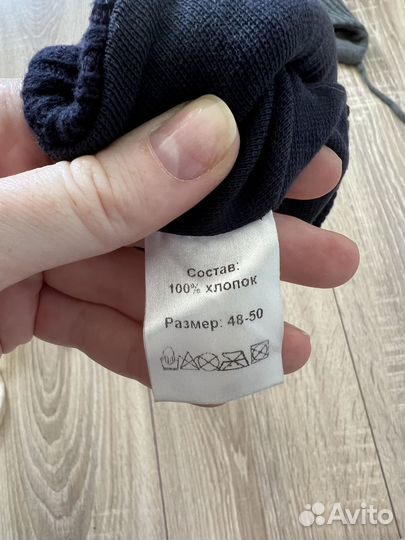 Состав:
100% хлопок
Размер: 48-50
Avito